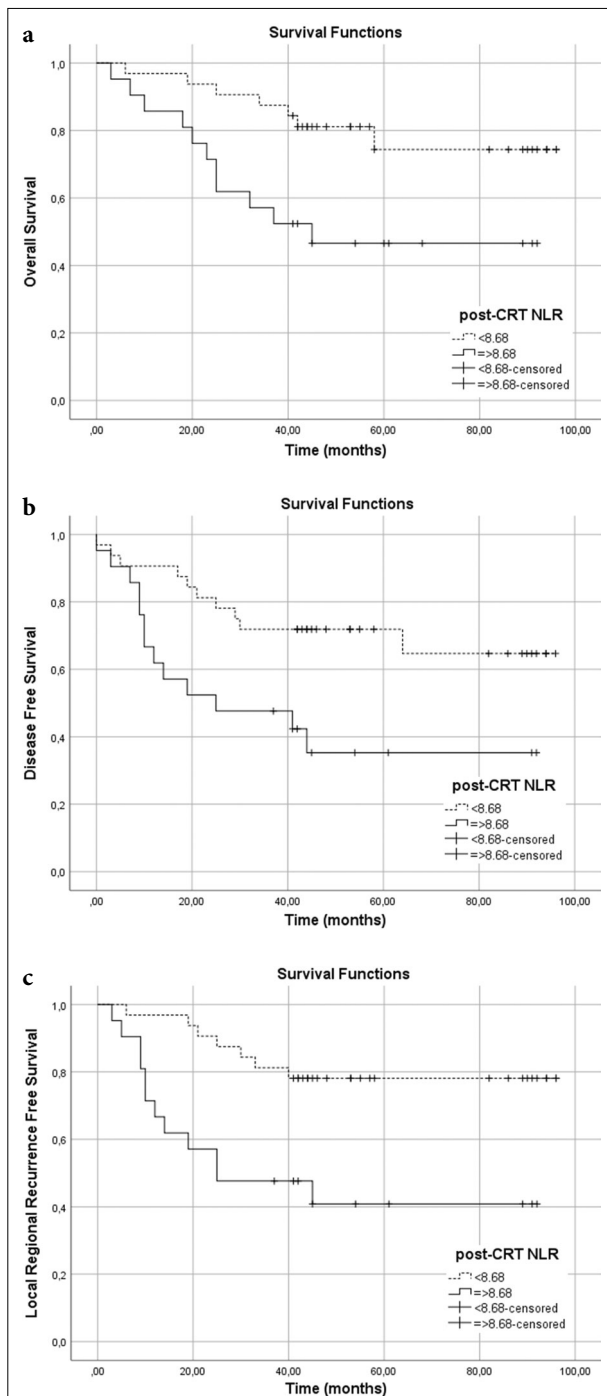 a
Survival Functions
1,0
0,8
0,6
0,4
0,2
0,0
Overall Survival
post-CRT NLR
<8.68
=>8.68
<8.68-censored
=>8.68-censored
,00 20,00 40,00 60,00 80,00 100,00
Time (months)
b
Survival Functions
1,0
0,8
0,6
0,4
0,2
0,0
Disease Free Survival
post-CRT NLR
<8.68
=>8.68
<8.68-censored
=>8.68-censored
,00 20,00 40,00 60,00 80,00 100,00
Time (months)
c
Survival Functions
1,0
0,8
0,6
0,4
0,2
0,0
Local Regional Recurrence Free Survival
post-CRT NLR
<8.68
=>8.68
<8.68-censored
=>8.68-censored
,00 20,00 40,00 60,00 80,00 100,00
Time (months)